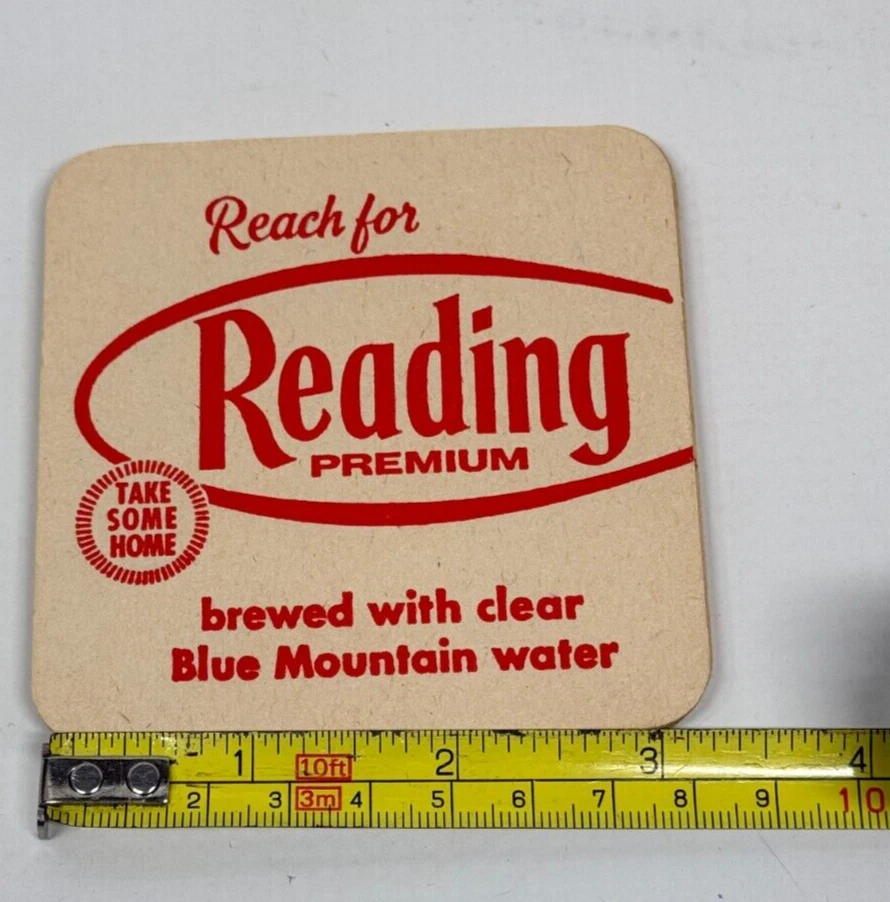 Reach for
Reading
PREMIUM
TAKE
SOME
HOME
brewed with clear
Blue Mountain water
1 10ft 2 3 4
2 3 3m 4 5 6 7 8 9 10